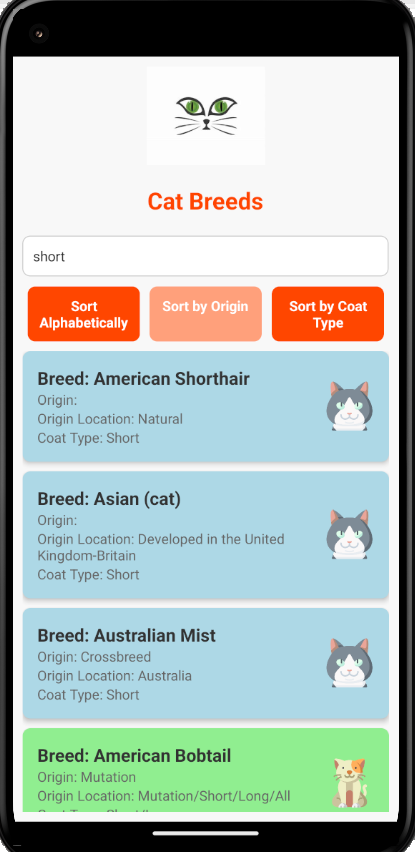 Cat Breeds
short
Sort
Alphabetically
Sort by Origin
Sort by Coat
Type
Breed: American Shorthair
Origin:
Origin Location: Natural
Coat Type: Short
Breed: Asian (cat)
Origin:
Origin Location: Developed in the United
Kingdom-Britain
Coat Type: Short
Breed: Australian Mist
Origin: Crossbreed
Origin Location: Australia
Coat Type: Short
Breed: American Bobtail
Origin: Mutation
Origin Location: Mutation/Short/Long/All